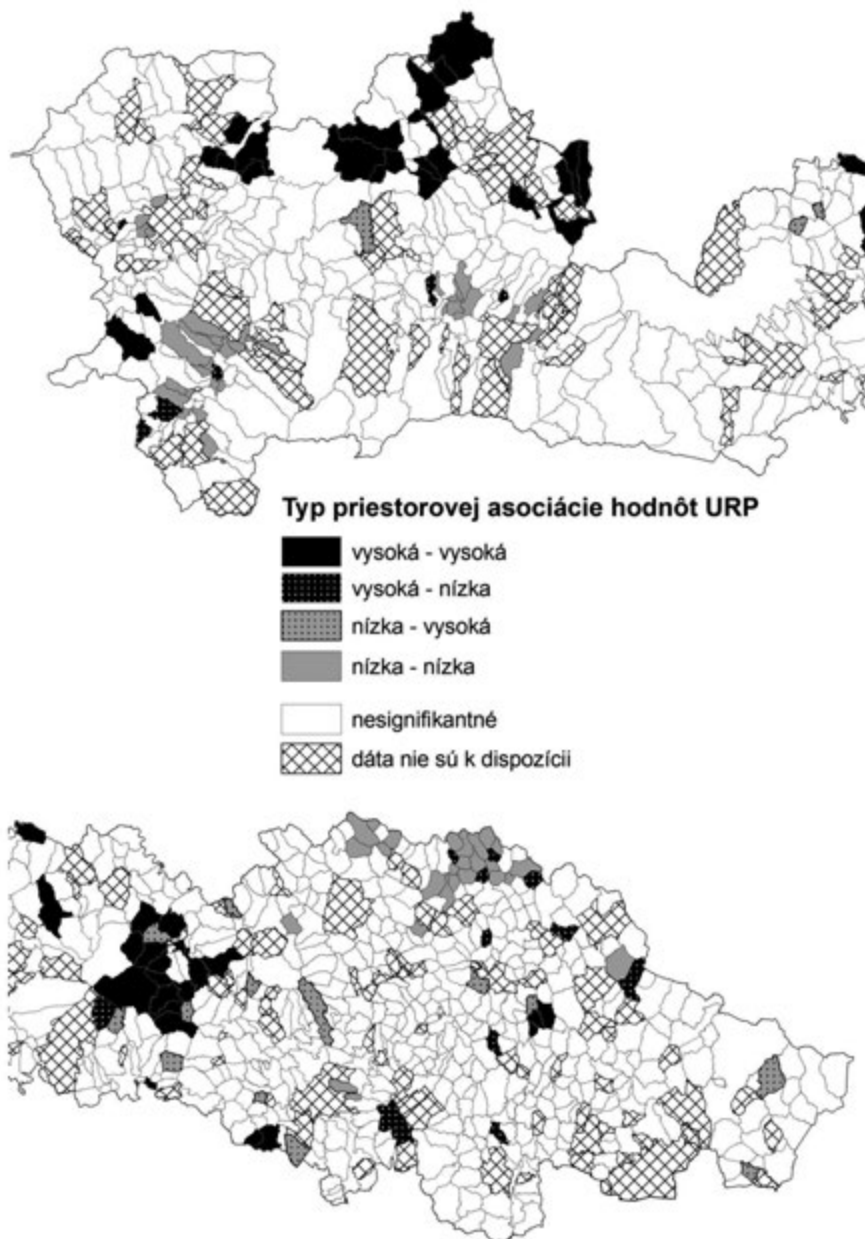 Typ priestorovej asociácie hodnôt URP
vysoká - vysoká
vysoká - nízka
nízka - vysoká
nízka - nízka
nesignifikantné
dáta nie sú k dispozícii